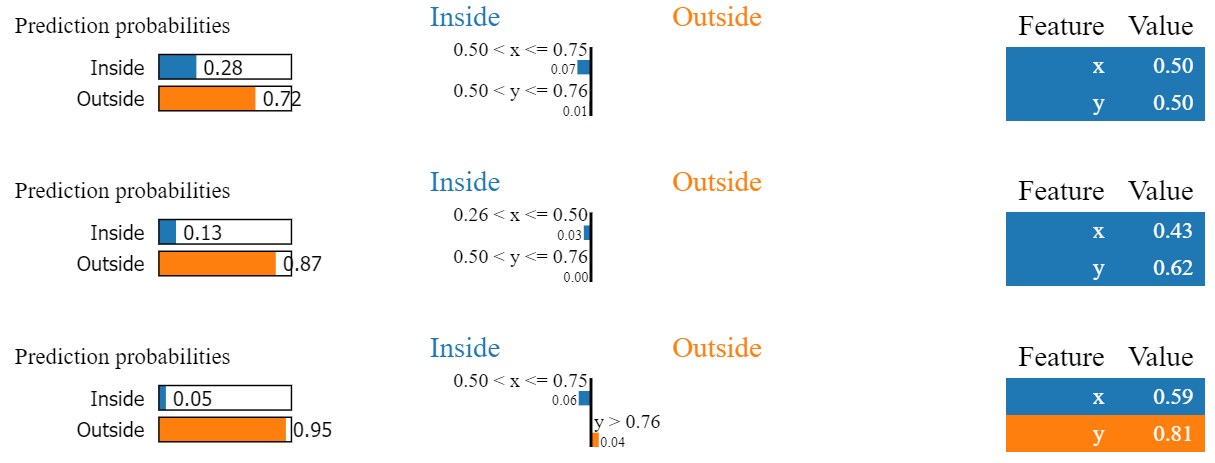 Prediction probabilities
Inside 0.28
Outside 0.72
Inside Outside
0.50 < x <= 0.75
0.07
0.50 < y <= 0.76
0.01
Feature Value
x 0.50
y 0.50
Prediction probabilities
Inside 0.13
Outside 0.87
Inside Outside
0.26 < x <= 0.50
0.03
0.50 < y <= 0.76
0.00
Feature Value
x 0.43
y 0.62
Prediction probabilities
Inside 0.05
Outside 0.95
Inside Outside
0.50 < x <= 0.75
0.06
y > 0.76
0.04
Feature Value
x 0.59
y 0.81